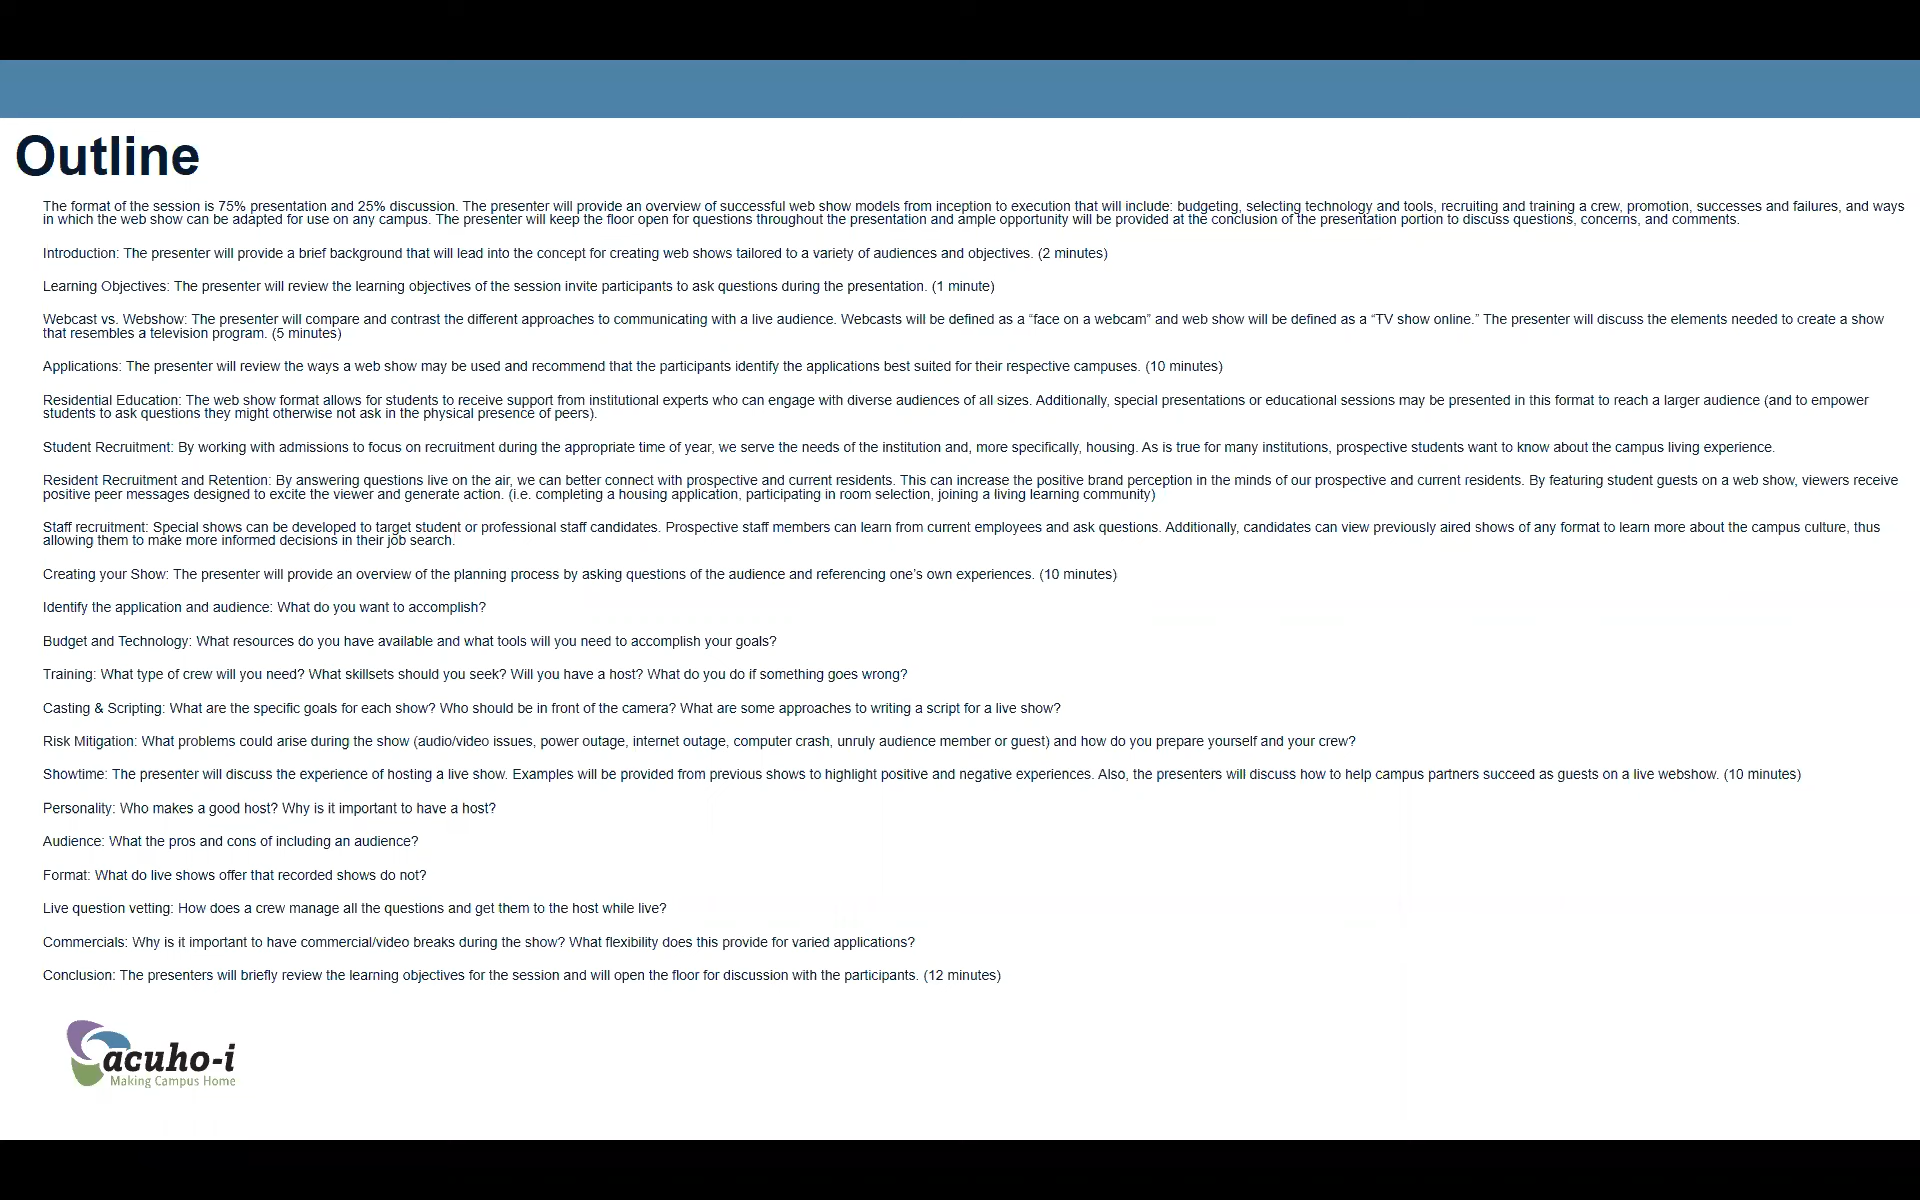 Outline
The format of the session is 75% presentation and 25% discussion. The presenter will provide an overview of successful web show models from inception to execution that will include: budgeting, selecting technology and tools, recruiting and training a crew, promotion, successes and failures, and ways
in which the web show can be adapted for use on any campus. The presenter will keep the floor open for questions throughout the presentation and ample opportunity will be provided at the conclusion of the presentation portion to discuss questions, concerns, and comments.
Introduction: The presenter will provide a brief background that will lead into the concept for creating web shows tailored to a variety of audiences and objectives. (2 minutes)
Learning Objectives: The presenter will review the learning objectives of the session invite participants to ask questions during the presentation. (1 minute)
Webcast vs. Webshow: The presenter will compare and contrast the different approaches to communicating with a live audience. Webcasts will be defined as a “face on a webcam” and web show will be defined as a “TV show online.” The presenter will discuss the elements needed to create a show
that resembles a television program. (5 minutes)
Applications: The presenter will review the ways a web show may be used and recommend that the participants identify the applications best suited for their respective campuses. (10 minutes)
Residential Education: The web show format allows for students to receive support from institutional experts who can engage with diverse audiences of all sizes. Additionally, special presentations or educational sessions may be presented in this format to reach a larger audience (and to empower
students to ask questions they might otherwise not ask in the physical presence of peers).
Student Recruitment: By working with admissions to focus on recruitment during the appropriate time of year, we serve the needs of the institution and, more specifically, housing. As is true for many institutions, prospective students want to know about the campus living experience.
Resident Recruitment and Retention: By answering questions live on the air, we can better connect with prospective and current residents. This can increase the positive brand perception in the minds of our prospective and current residents. By featuring student guests on a web show, viewers receive
positive peer messages designed to excite the viewer and generate action. (i.e. completing a housing application, participating in room selection, joining a living learning community)
Staff recruitment: Special shows can be developed to target student or professional staff candidates. Prospective staff members can learn from current employees and ask questions. Additionally, candidates can view previously aired shows of any format to learn more about the campus culture, thus
allowing them to make more informed decisions in their job search.
Creating your Show: The presenter will provide an overview of the planning process by asking questions of the audience and referencing one’s own experiences. (10 minutes)
Identify the application and audience: What do you want to accomplish?
Budget and Technology: What resources do you have available and what tools will you need to accomplish your goals?
Training: What type of crew will you need? What skillsets should you seek? Will you have a host? What do you do if something goes wrong?
Casting & Scripting: What are the specific goals for each show? Who should be in front of the camera? What are some approaches to writing a script for a live show?
Risk Mitigation: What problems could arise during the show (audio/video issues, power outage, internet outage, computer crash, unruly audience member or guest) and how do you prepare yourself and your crew?
Showtime: The presenter will discuss the experience of hosting a live show. Examples will be provided from previous shows to highlight positive and negative experiences. Also, the presenters will discuss how to help campus partners succeed as guests on a live webshow. (10 minutes)
Personality: Who makes a good host? Why is it important to have a host?
Audience: What the pros and cons of including an audience?
Format: What do live shows offer that recorded shows do not?
Live question vetting: How does a crew manage all the questions and get them to the host while live?
Commercials: Why is it important to have commercial/video breaks during the show? What flexibility does this provide for varied applications?
Conclusion: The presenters will briefly review the learning objectives for the session and will open the floor for discussion with the participants. (12 minutes)
acuho-i
Making Campus Home